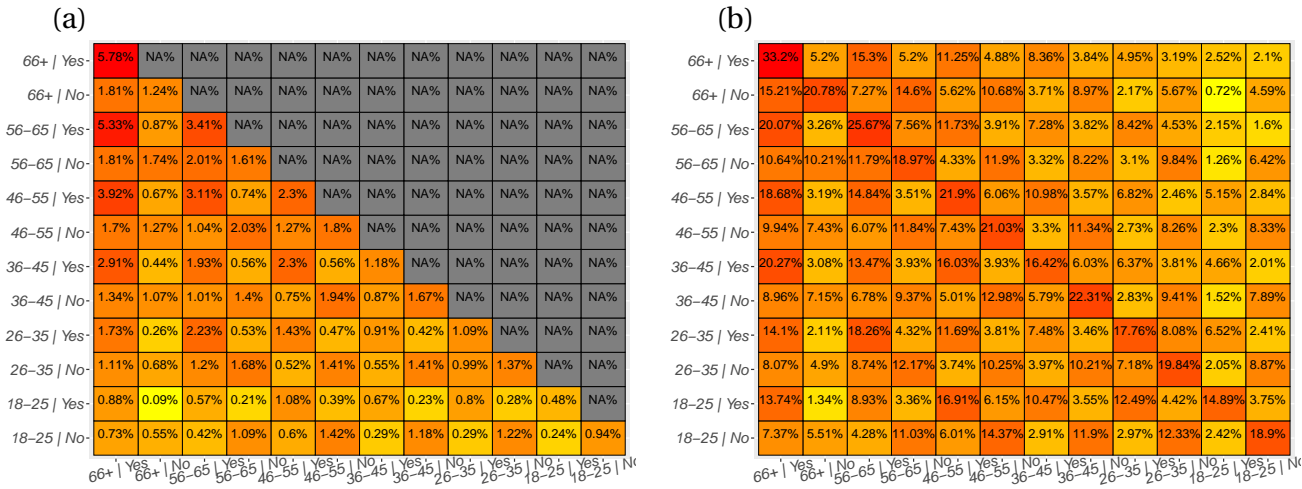 (a)
66+ | Yes 5.78% NA% NA% NA% NA% NA% NA% NA% NA% NA% NA% NA%
66+ | No 1.81% 1.24% NA% NA% NA% NA% NA% NA% NA% NA% NA% NA%
56−65 | Yes 5.33% 0.87% 3.41% NA% NA% NA% NA% NA% NA% NA% NA% NA%
56−65 | No 1.81% 1.74% 2.01% 1.61% NA% NA% NA% NA% NA% NA% NA% NA%
46−55 | Yes 3.92% 0.67% 3.11% 0.74% 2.3% NA% NA% NA% NA% NA% NA% NA%
46−55 | No 1.7% 1.27% 1.04% 2.03% 1.27% 1.8% NA% NA% NA% NA% NA% NA%
36−45 | Yes 2.91% 0.44% 1.93% 0.56% 2.3% 0.56% 1.18% NA% NA% NA% NA% NA%
36−45 | No 1.34% 1.07% 1.01% 1.4% 0.75% 1.94% 0.87% 1.67% NA% NA% NA% NA%
26−35 | Yes 1.73% 0.26% 2.23% 0.53% 1.43% 0.47% 0.91% 0.42% 1.09% NA% NA% NA%
26−35 | No 1.11% 0.68% 1.2% 1.68% 0.52% 1.41% 0.55% 1.41% 0.99% 1.37% NA% NA%
18−25 | Yes 0.88% 0.09% 0.57% 0.21% 1.08% 0.39% 0.67% 0.23% 0.8% 0.28% 0.48% NA%
18−25 | No 0.73% 0.55% 0.42% 1.09% 0.6% 1.42% 0.29% 1.18% 0.29% 1.22% 0.24% 0.94%
66+ | Yes 66+ | No 56−65 | Yes 56−65 | No 46−55 | Yes 46−55 | No 36−45 | Yes 36−45 | No 26−35 | Yes 26−35 | No 18−25 | Yes 18−25 | No
(b)
66+ | Yes 33.2% 5.2% 15.3% 5.2% 11.25% 4.88% 8.36% 3.84% 4.95% 3.19% 2.52% 2.1%
66+ | No 15.21% 20.78% 7.27% 14.6% 5.62% 10.68% 3.71% 8.97% 2.17% 5.67% 0.72% 4.59%
56−65 | Yes 20.07% 3.26% 25.67% 7.56% 11.73% 3.91% 7.28% 3.82% 8.42% 4.53% 2.15% 1.6%
56−65 | No 10.64% 10.21% 11.79% 18.97% 4.33% 11.9% 3.32% 8.22% 3.1% 9.84% 1.26% 6.42%
46−55 | Yes 18.68% 3.19% 14.84% 3.51% 21.9% 6.06% 10.98% 3.57% 6.82% 2.46% 5.15% 2.84%
46−55 | No 9.94% 7.43% 6.07% 11.84% 7.43% 21.03% 3.3% 11.34% 2.73% 8.26% 2.3% 8.33%
36−45 | Yes 20.27% 3.08% 13.47% 3.93% 16.03% 3.93% 16.42% 6.03% 6.37% 3.81% 4.66% 2.01%
36−45 | No 8.96% 7.15% 6.78% 9.37% 5.01% 12.98% 5.79% 22.31% 2.83% 9.41% 1.52% 7.89%
26−35 | Yes 14.1% 2.11% 18.26% 4.32% 11.69% 3.81% 7.48% 3.46% 17.76% 8.08% 6.52% 2.41%
26−35 | No 8.07% 4.9% 8.74% 12.17% 3.74% 10.25% 3.97% 10.21% 7.18% 19.84% 2.05% 8.87%
18−25 | Yes 13.74% 1.34% 8.93% 3.36% 16.91% 6.15% 10.47% 3.55% 12.49% 4.42% 14.89% 3.75%
18−25 | No 7.37% 5.51% 4.28% 11.03% 6.01% 14.37% 2.91% 11.9% 2.97% 12.33% 2.42% 18.9%
66+ | Yes 66+ | No 56−65 | Yes 56−65 | No 46−55 | Yes 46−55 | No 36−45 | Yes 36−45 | No 26−35 | Yes 26−35 | No 18−25 | Yes 18−25 | No